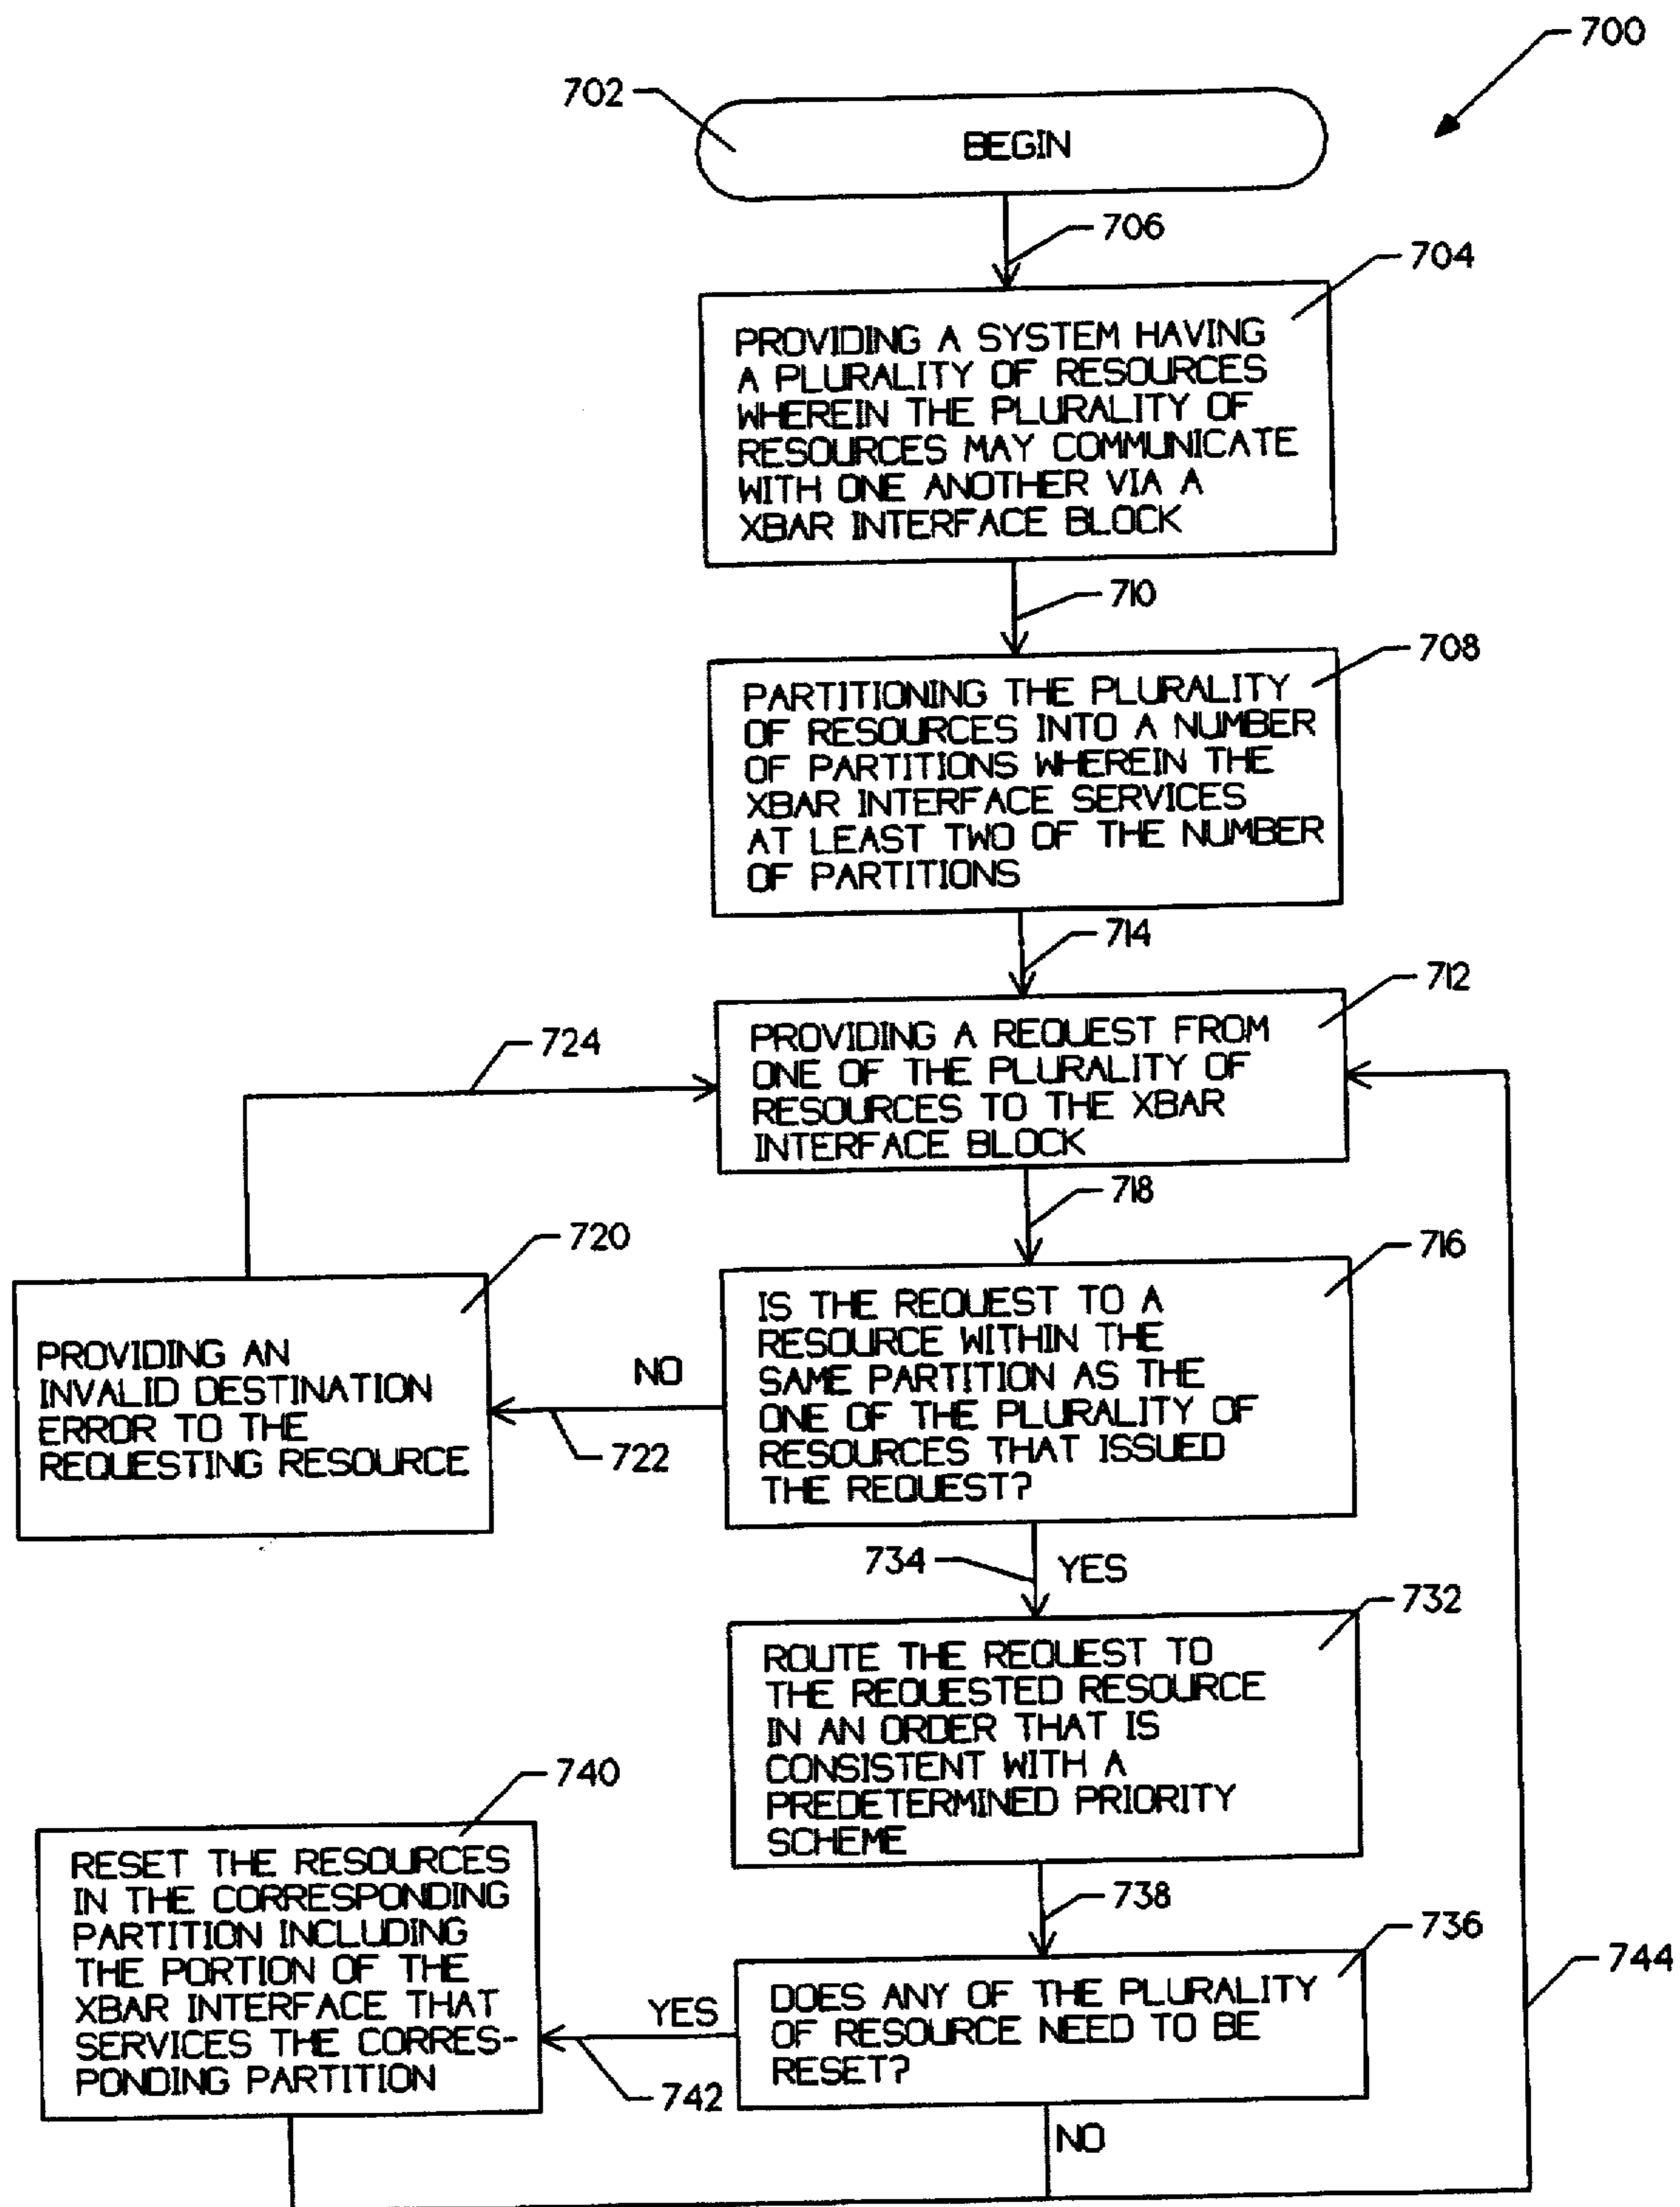 700
702
BEGIN
706
704
PROVIDING A SYSTEM HAVING
A PLURALITY OF RESOURCES
WHEREIN THE PLURALITY OF
RESOURCES MAY COMMUNICATE
WITH ONE ANOTHER VIA A
XBAR INTERFACE BLOCK
710
708
PARTITIONING THE PLURALITY
OF RESOURCES INTO A NUMBER
OF PARTITIONS WHEREIN THE
XBAR INTERFACE SERVICES
AT LEAST TWO OF THE NUMBER
OF PARTITIONS
714
712
PROVIDING A REQUEST FROM
ONE OF THE PLURALITY OF
RESOURCES TO THE XBAR
INTERFACE BLOCK
724
718
716
IS THE REQUEST TO A
RESOURCE WITHIN THE
SAME PARTITION AS THE
ONE OF THE PLURALITY OF
RESOURCES THAT ISSUED
THE REQUEST?
NO
722
720
PROVIDING AN
INVALID DESTINATION
ERROR TO THE
REQUESTING RESOURCE
734
YES
732
ROUTE THE REQUEST TO
THE REQUESTED RESOURCE
IN AN ORDER THAT IS
CONSISTENT WITH A
PREDETERMINED PRIORITY
SCHEME
738
736
DOES ANY OF THE PLURALITY
OF RESOURCE NEED TO BE
RESET?
YES
742
740
RESET THE RESOURCES
IN THE CORRESPONDING
PARTITION INCLUDING
THE PORTION OF THE
XBAR INTERFACE THAT
SERVICES THE CORRES-
PONDING PARTITION
NO
744